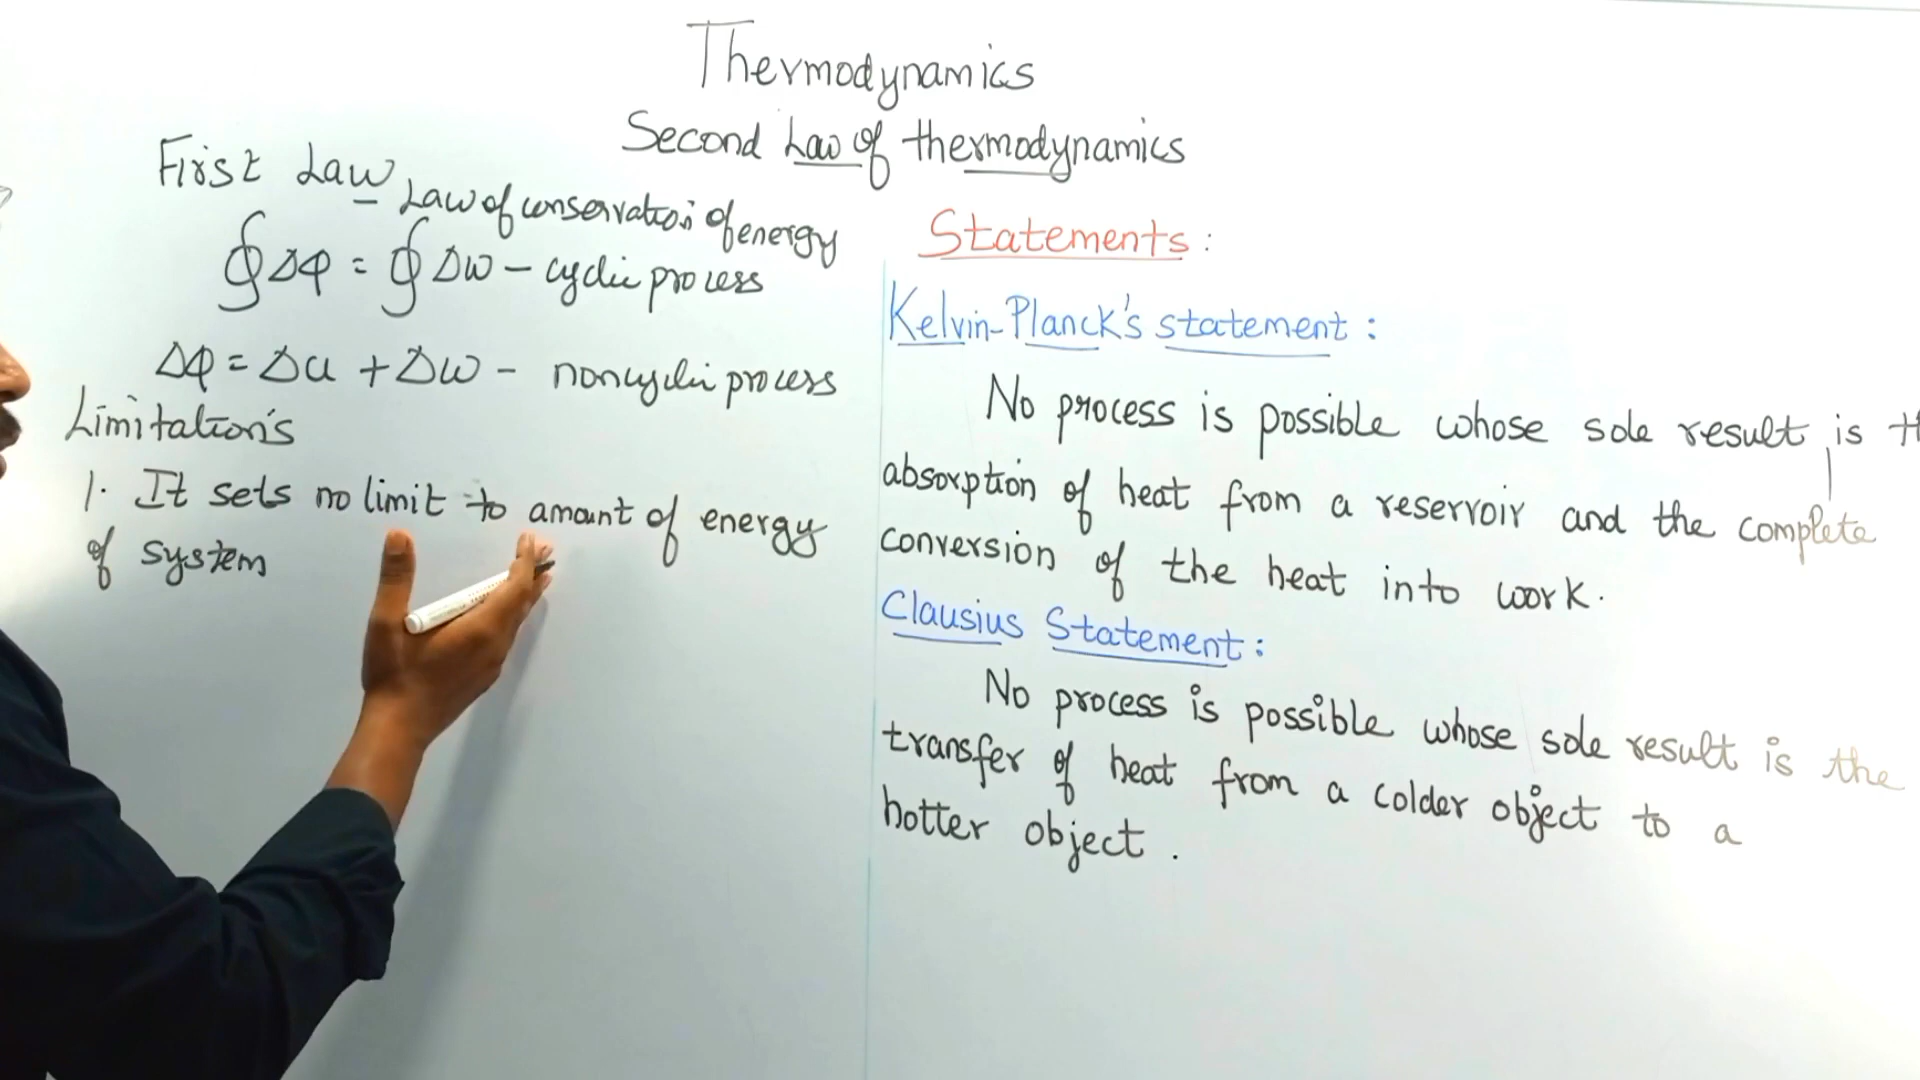 Thermodynamics
Second Law of thermodynamics
First Law
Law of conservation of energy
∮ΔQ = ∮Δw – cyclic process
ΔQ = Δu + Δw – noncyclic process
Limitation's
1. It sets no limit to amount of energy
of system
Statements:
Kelvin-Planck's statement:
No process is possible whose sole result is
absorption of heat from a reservoir and the complete
conversion of the heat into work.
Clausius Statement:
No process is possible whose sole result is the
transfer of heat from a colder object to a
hotter object.